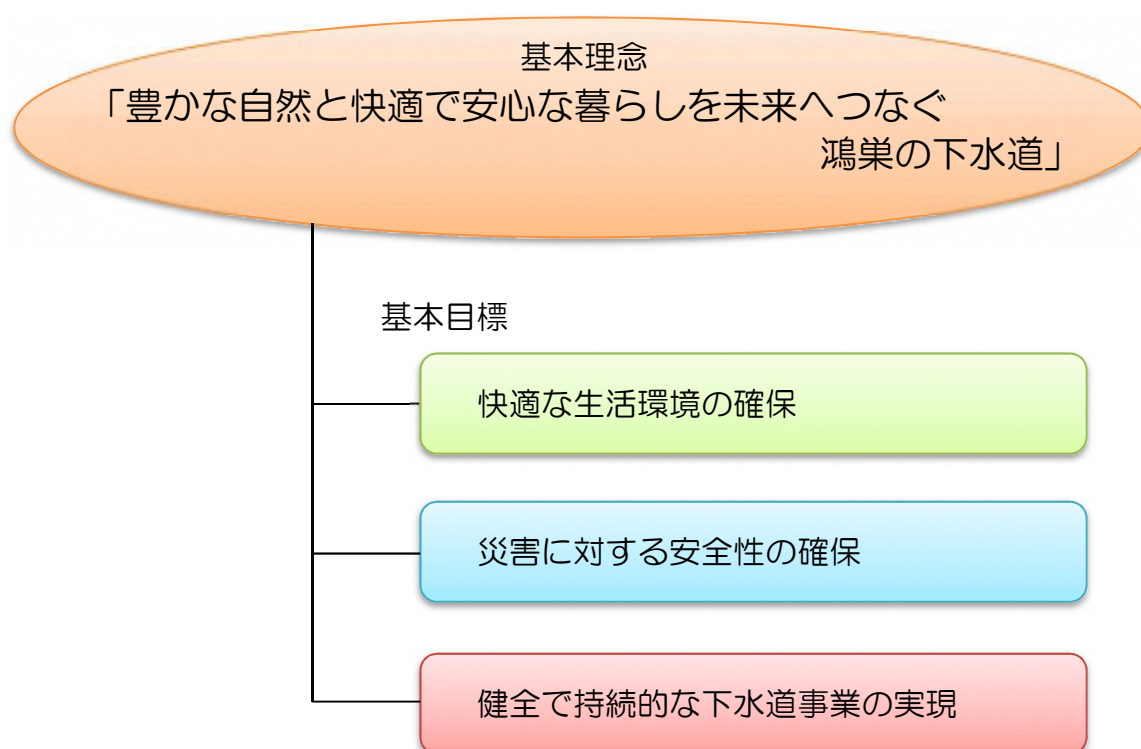 基本理念
「豊かな自然と快適で安心な暮らしを未来へつなぐ
鴻巣の下水道」
基本目標
快適な生活環境の確保
災害に対する安全性の確保
健全で持続的な下水道事業の実現